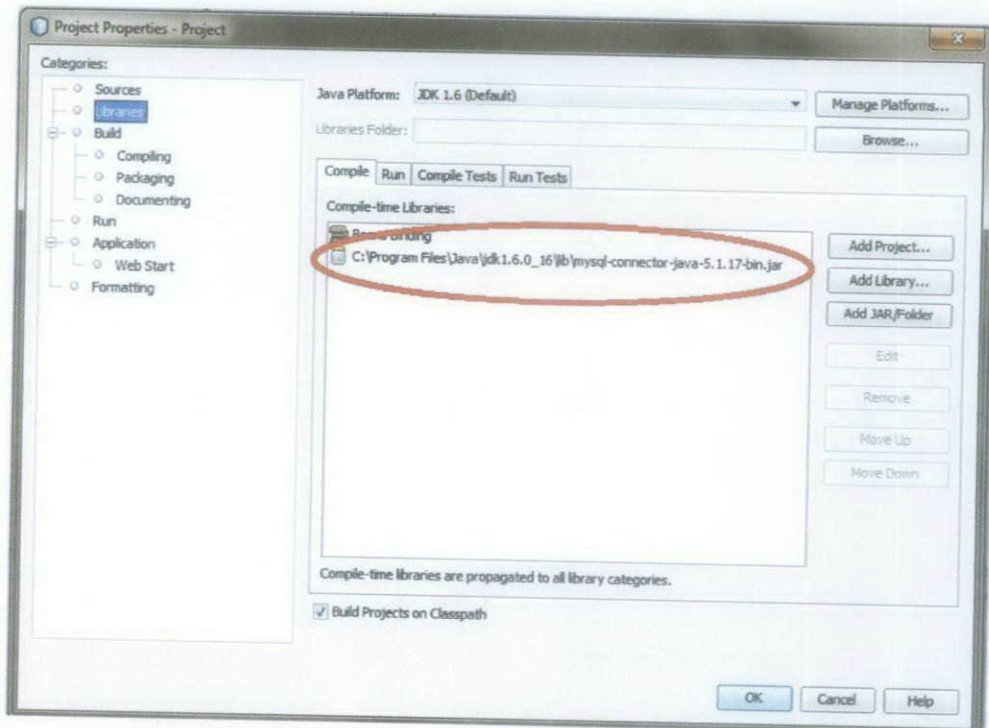 Project Properties - Project
Categories:
Sources
Libraries
Build
Compiling
Packaging
Documenting
Run
Application
Web Start
Formatting
Java Platform: JDK 1.6 (Default)
Manage Platforms...
Libraries Folder:
Browse...
Compile Run Compile Tests Run Tests
Compile-time Libraries:
Beans Binding
C:\Program Files\Java\jdk1.6.0_16\lib\mysql-connector-java-5.1.17-bin.jar
Add Project...
Add Library...
Add JAR/Folder
Edit
Remove
Move Up
Move Down
Compile-time libraries are propagated to all library categories.
Build Projects on Classpath
OK Cancel Help